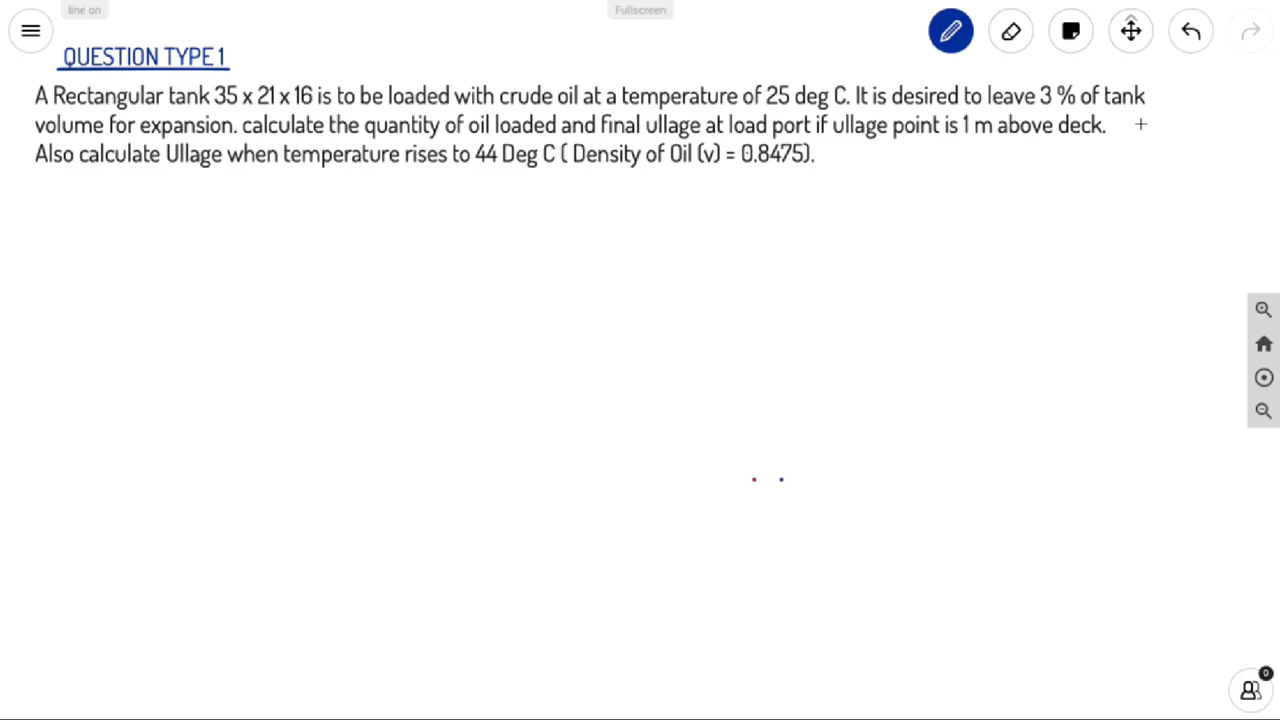 line on
Fullscreen
QUESTION TYPE 1
A Rectangular tank 35 x 21 x 16 is to be loaded with crude oil at a temperature of 25 deg C. It is desired to leave 3 % of tank
volume for expansion. calculate the quantity of oil loaded and final ullage at load port if ullage point is 1 m above deck.
Also calculate Ullage when temperature rises to 44 Deg C ( Density of Oil (v) = 0.8475).
0